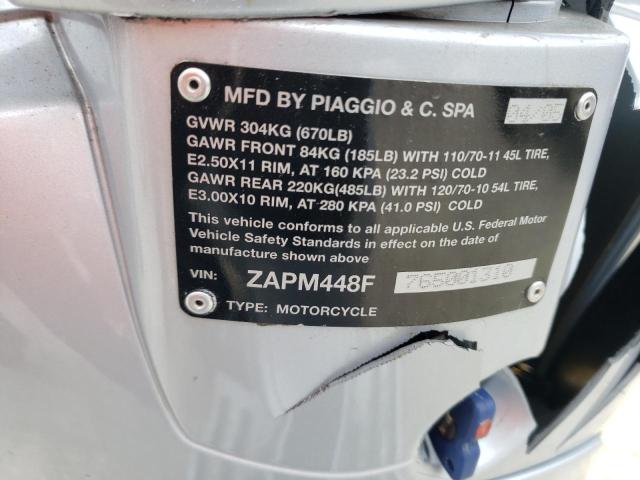 MFD BY PIAGGIO & C. SPA 04/06
GVWR 304KG (670LB)
GAWR FRONT 84KG (185LB) WITH 110/70-11 45L TIRE,
E2.50X11 RIM, AT 160 KPA (23.2 PSI) COLD
GAWR REAR 220KG(485LB) WITH 120/70-10 54L TIRE,
E3.00X10 RIM, AT 280 KPA (41.0 PSI) COLD
This vehicle conforms to all applicable U.S. Federal Motor
Vehicle Safety Standards in effect on the date of
manufacture shown above
VIN: ZAPM448F 765001310
TYPE: MOTORCYCLE